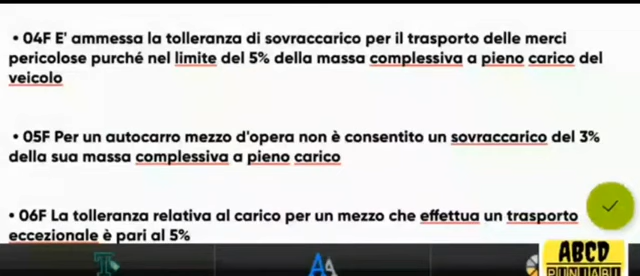 • 04F E' ammessa la tolleranza di sovraccarico per il trasporto delle merci
pericolose purché nel limite del 5% della massa complessiva a pieno carico del
veicolo
• 05F Per un autocarro mezzo d'opera non è consentito un sovraccarico del 3%
della sua massa complessiva a pieno carico
• 06F La tolleranza relativa al carico per un mezzo che effettua un trasporto
eccezionale è pari al 5%
ABCD
PUNJABI